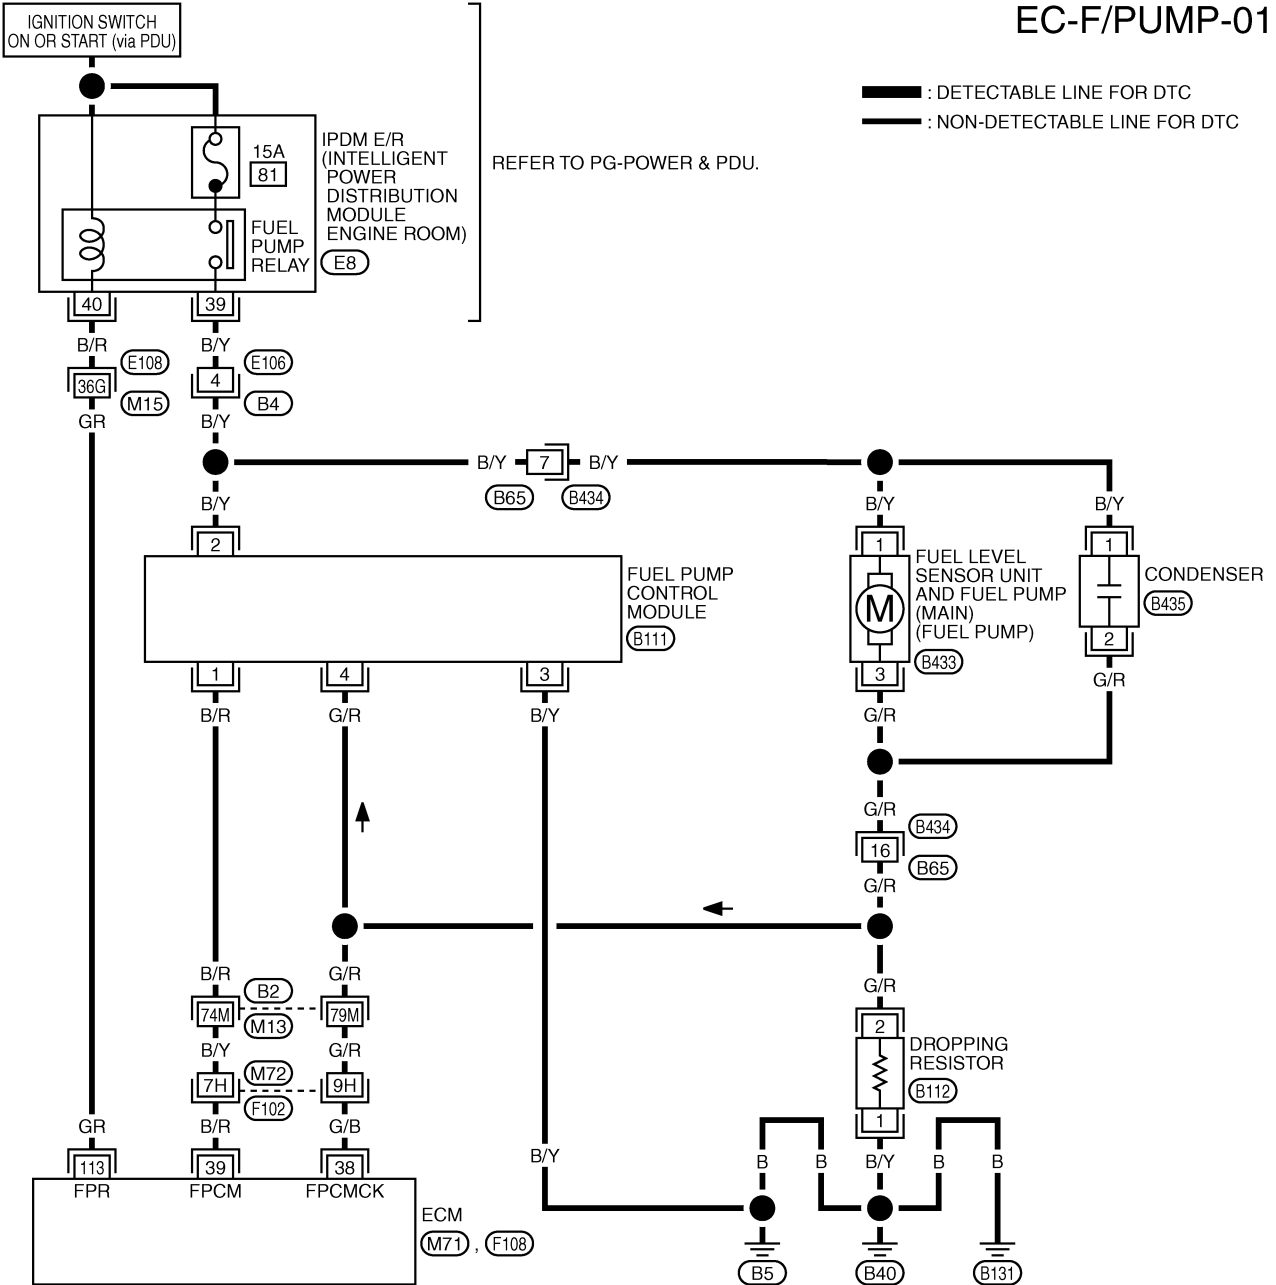 IGNITION SWITCH
ON OR START (via PDU)
EC-F/PUMP-01
: DETECTABLE LINE FOR DTC
: NON-DETECTABLE LINE FOR DTC
15A
81
IPDM E/R
(INTELLIGENT
POWER
DISTRIBUTION
MODULE
ENGINE ROOM)
E8
REFER TO PG-POWER & PDU.
FUEL
PUMP
RELAY
40
39
B/R
B/Y
E108
E106
36G
4
M15
B4
GR
B/Y
B/Y
7
B/Y
B65
B434
B/Y
B/Y
B/Y
2
1
1
FUEL PUMP
CONTROL
MODULE
B111
M
FUEL LEVEL
SENSOR UNIT
AND FUEL PUMP
(MAIN)
(FUEL PUMP)
B433
CONDENSER
B435
2
1
4
3
3
B/R
G/R
B/Y
G/R
G/R
G/R
B434
16
B65
G/R
B/R
G/R
G/R
B2
74M
79M
M13
2
DROPPING
RESISTOR
B112
1
B/Y
G/R
M72
7H
9H
F102
GR
B/R
G/B
B/Y
B
B
B/Y
B
B
113
39
38
FPR
FPCM
FPCMCK
ECM
M71 , F108
B5
B40
B131